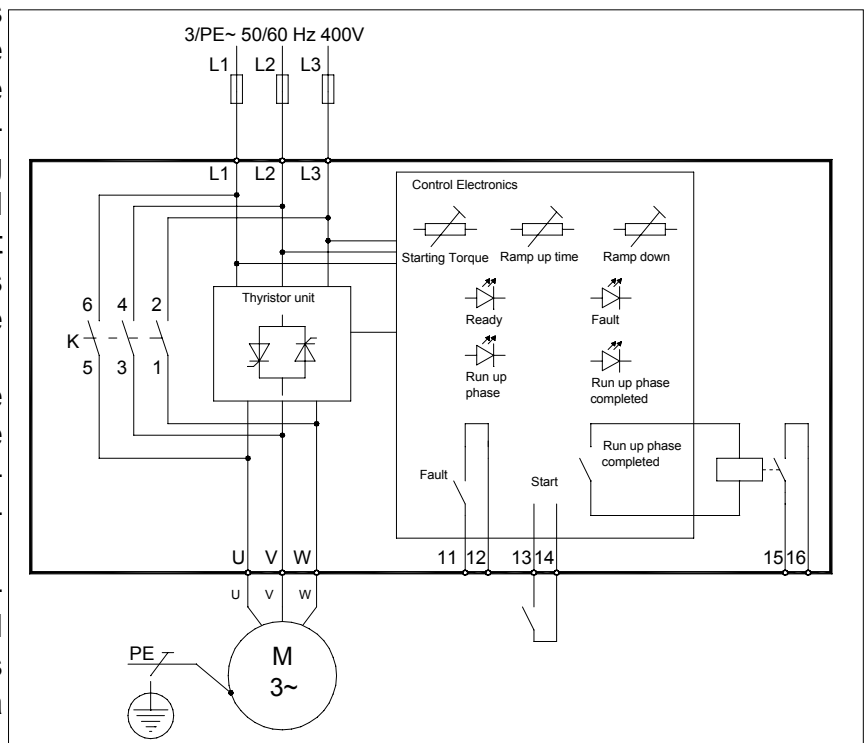 3/PE~ 50/60 Hz 400V
L1 L2 L3
L1 L2 L3
Control Electronics
Starting Torque Ramp up time Ramp down
Thyristor unit
6 4 2
Ready Fault
K
5 3 1
Run up
phase
Run up phase
completed
Run up phase
completed
Fault
Start
U V W 11 12 13 14 15 16
U V W
PE
M
3~